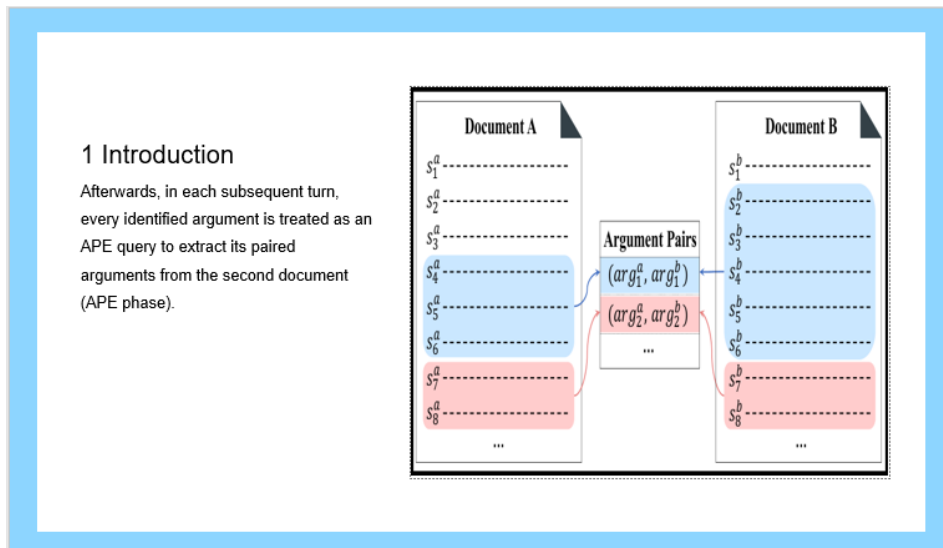 1 Introduction
Afterwards, in each subsequent turn,
every identified argument is treated as an
APE query to extract its paired
arguments from the second document
(APE phase).
Document A
s₁ᵃ
s₂ᵃ
s₃ᵃ
s₄ᵃ
s₅ᵃ
s₆ᵃ
s₇ᵃ
s₈ᵃ
...
Argument Pairs
(arg₁ᵃ, arg₁ᵇ)
(arg₂ᵃ, arg₂ᵇ)
...
Document B
s₁ᵇ
s₂ᵇ
s₃ᵇ
s₄ᵇ
s₅ᵇ
s₆ᵇ
s₇ᵇ
s₈ᵇ
...